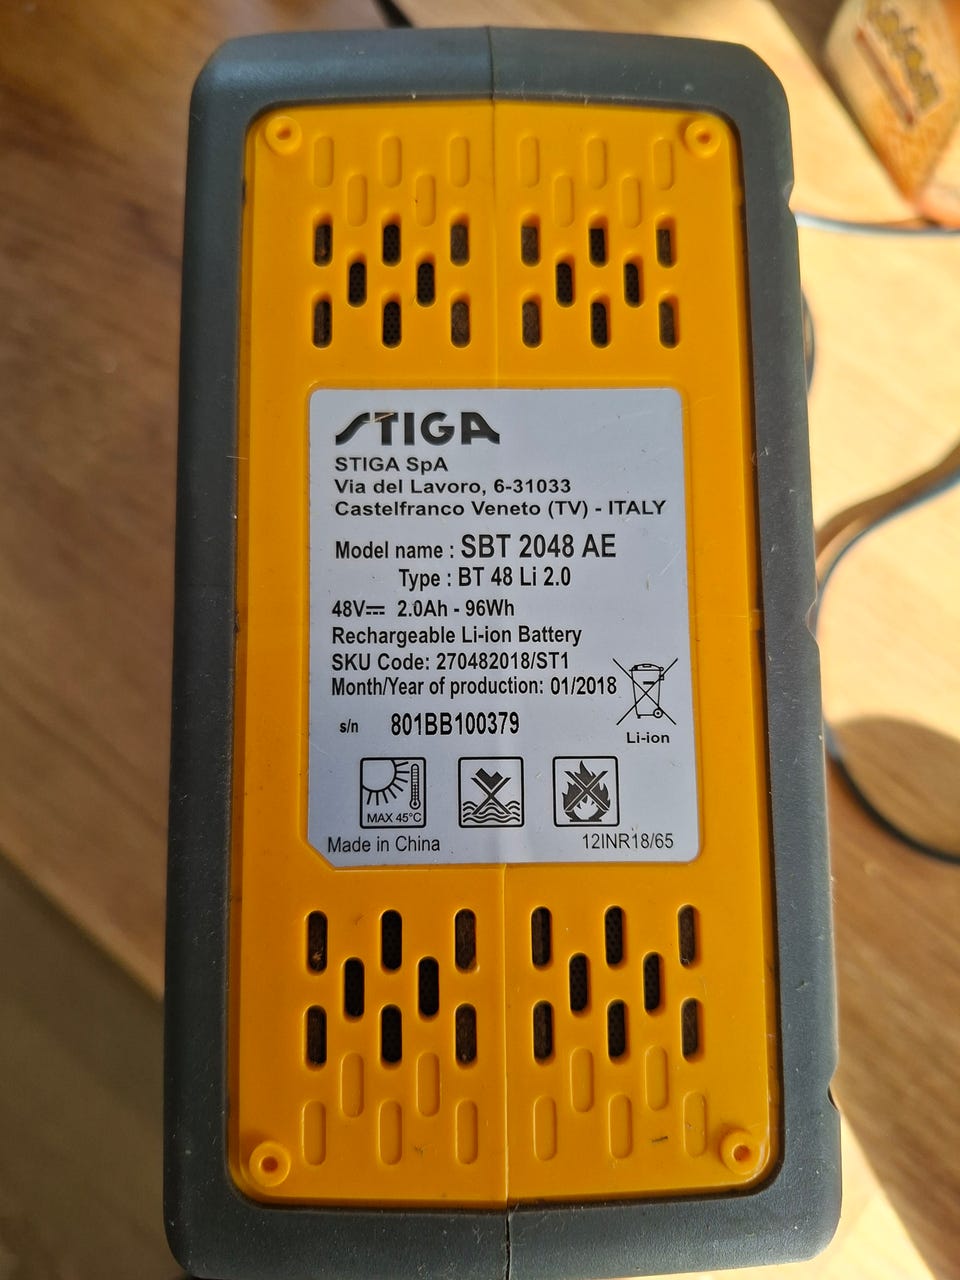 STIGA
STIGA SpA
Via del Lavoro, 6-31033
Castelfranco Veneto (TV) - ITALY
Model name : SBT 2048 AE
Type : BT 48 Li 2.0
48V⎓ 2.0Ah - 96Wh
Rechargeable Li-ion Battery
SKU Code: 270482018/ST1
Month/Year of production: 01/2018
s/n 801BB100379
Li-ion
MAX 45°C
Made in China
12INR18/65